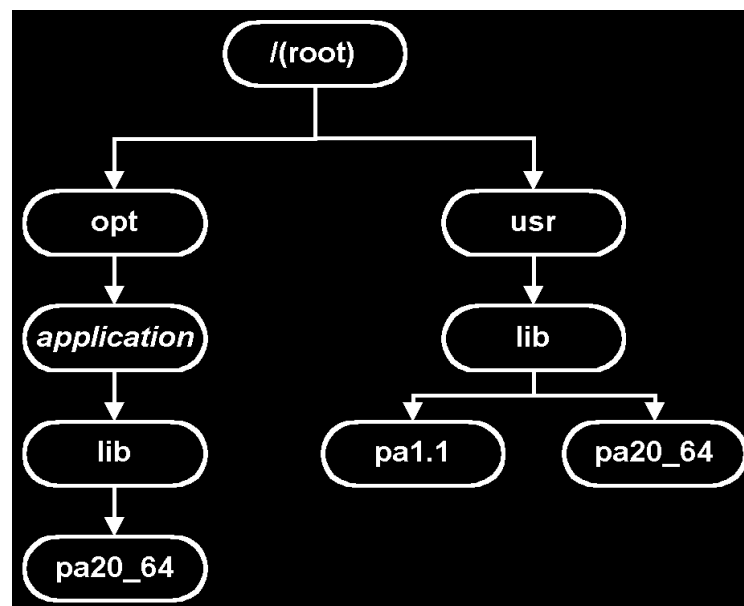 /(root)
opt
usr
application
lib
lib
pa1.1
pa20_64
pa20_64